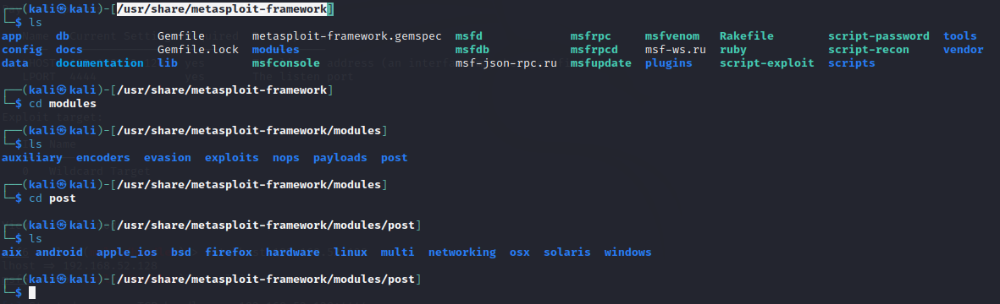 ┌──(kali㉿kali)-[/usr/share/metasploit-framework]
└─$ ls
app db Gemfile metasploit-framework.gemspec msfd msfrpc msfvenom Rakefile script-password tools
config docs Gemfile.lock modules msfdb msfrpcd msf-ws.ru ruby script-recon vendor
data documentation lib msfconsole msf-json-rpc.ru msfupdate plugins script-exploit scripts
┌──(kali㉿kali)-[/usr/share/metasploit-framework]
└─$ cd modules
┌──(kali㉿kali)-[/usr/share/metasploit-framework/modules]
└─$ ls
auxiliary encoders evasion exploits nops payloads post
┌──(kali㉿kali)-[/usr/share/metasploit-framework/modules]
└─$ cd post
┌──(kali㉿kali)-[/usr/share/metasploit-framework/modules/post]
└─$ ls
aix android apple_ios bsd firefox hardware linux multi networking osx solaris windows
┌──(kali㉿kali)-[/usr/share/metasploit-framework/modules/post]
└─$